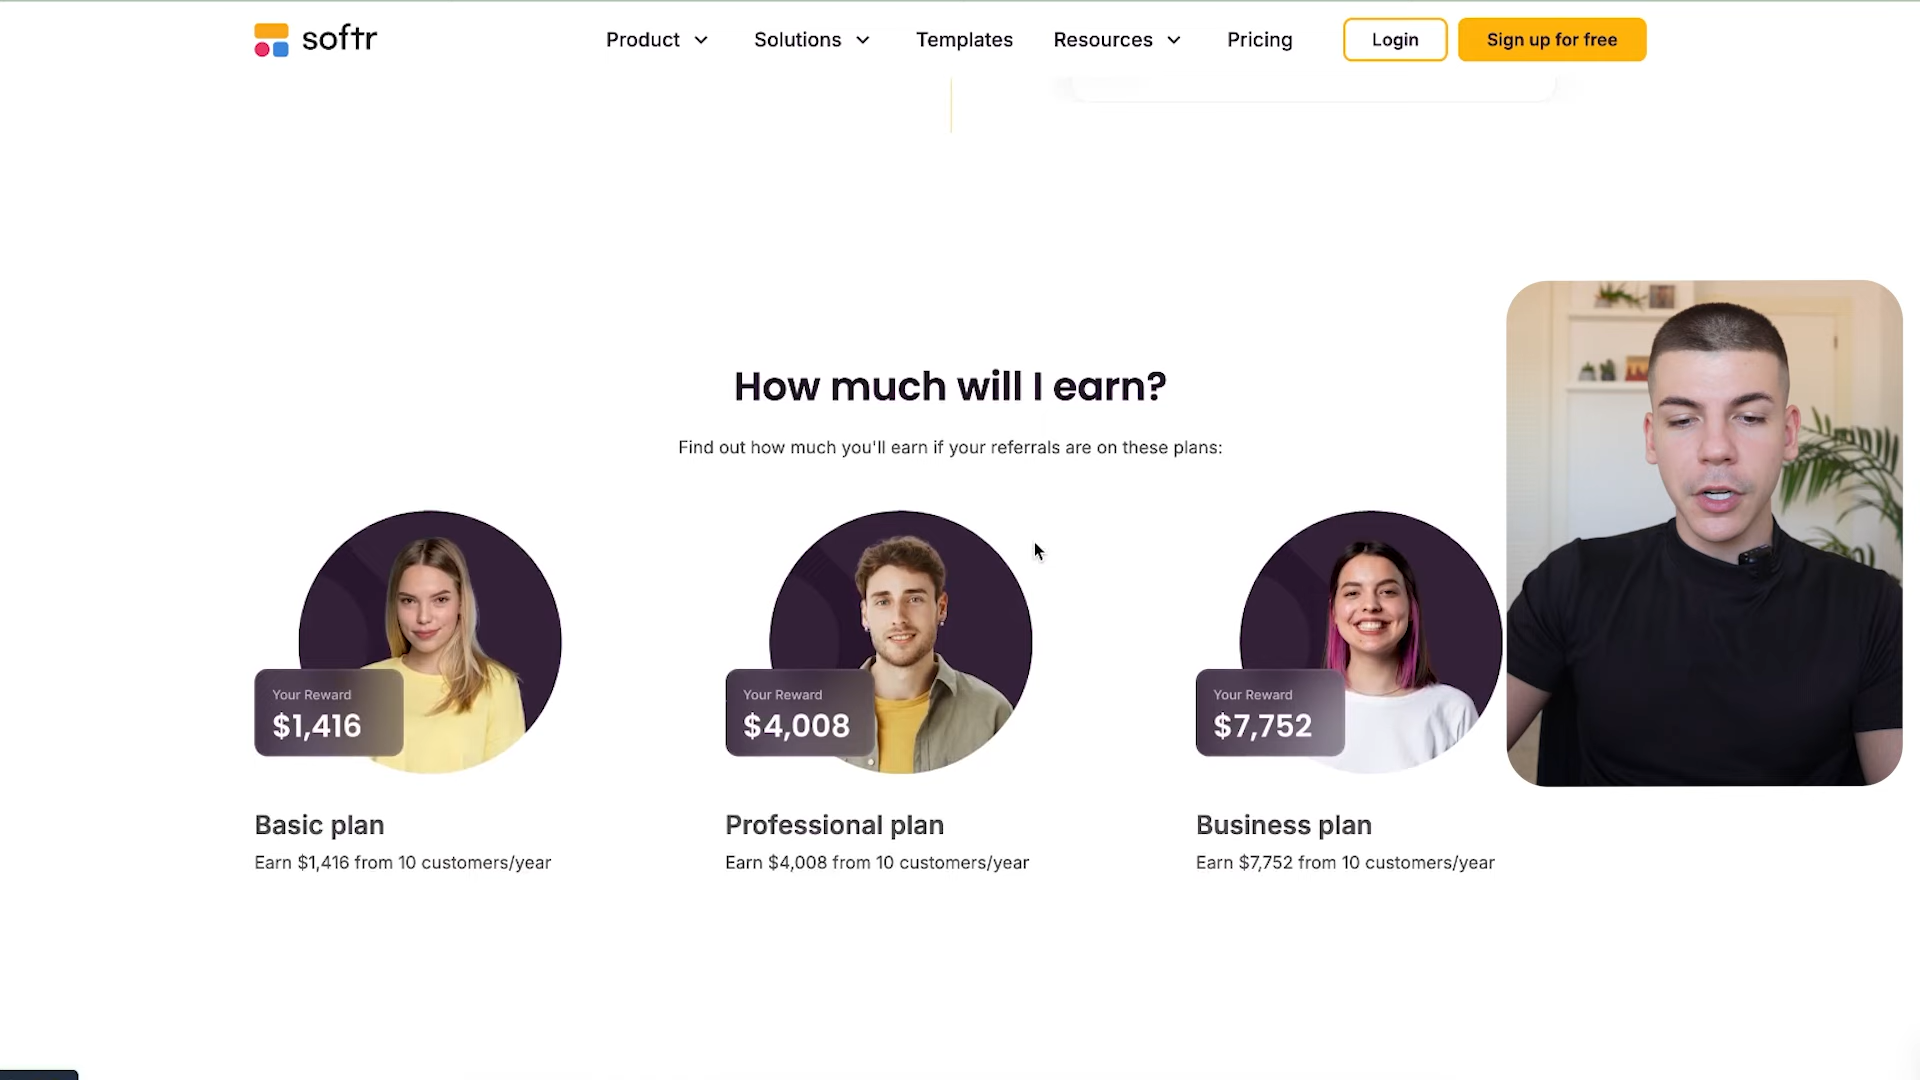 softr
Product
Solutions
Templates
Resources
Pricing
Login
Sign up for free
How much will I earn?
Find out how much you'll earn if your referrals are on these plans:
Your Reward
$1,416
Your Reward
$4,008
Your Reward
$7,752
Basic plan
Earn $1,416 from 10 customers/year
Professional plan
Earn $4,008 from 10 customers/year
Business plan
Earn $7,752 from 10 customers/year